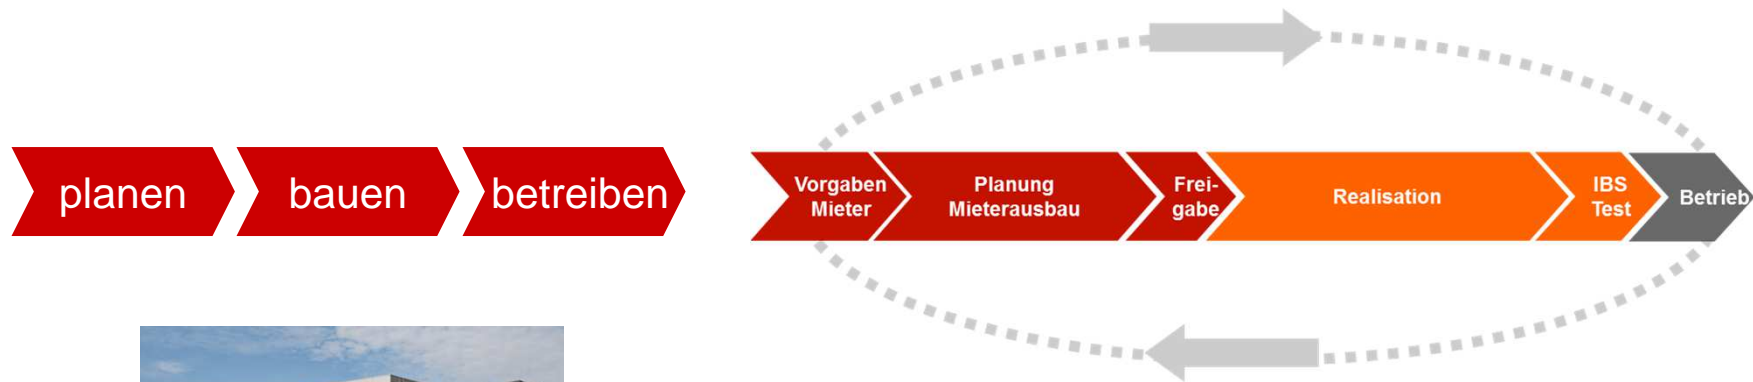 planen
bauen
betreiben
Vorgaben
Mieter
Planung
Mieterausbau
Frei-
gabe
Realisation
IBS
Test
Betrieb